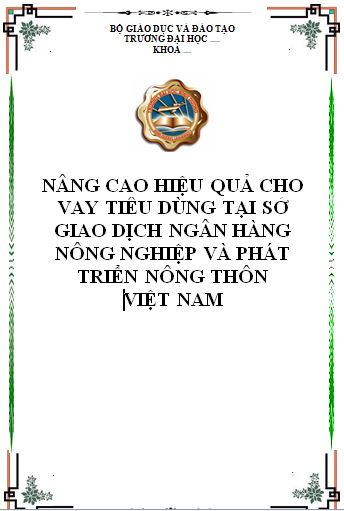 BỘ GIÁO DỤC VÀ ĐÀO TẠO
TRƯỜNG ĐẠI HỌC .....
KHOA ....
NÂNG CAO HIỆU QUẢ CHO
VAY TIÊU DÙNG TẠI SỞ
GIAO DỊCH NGÂN HÀNG
NÔNG NGHIỆP VÀ PHÁT
TRIỂN NÔNG THÔN
VIỆT NAM